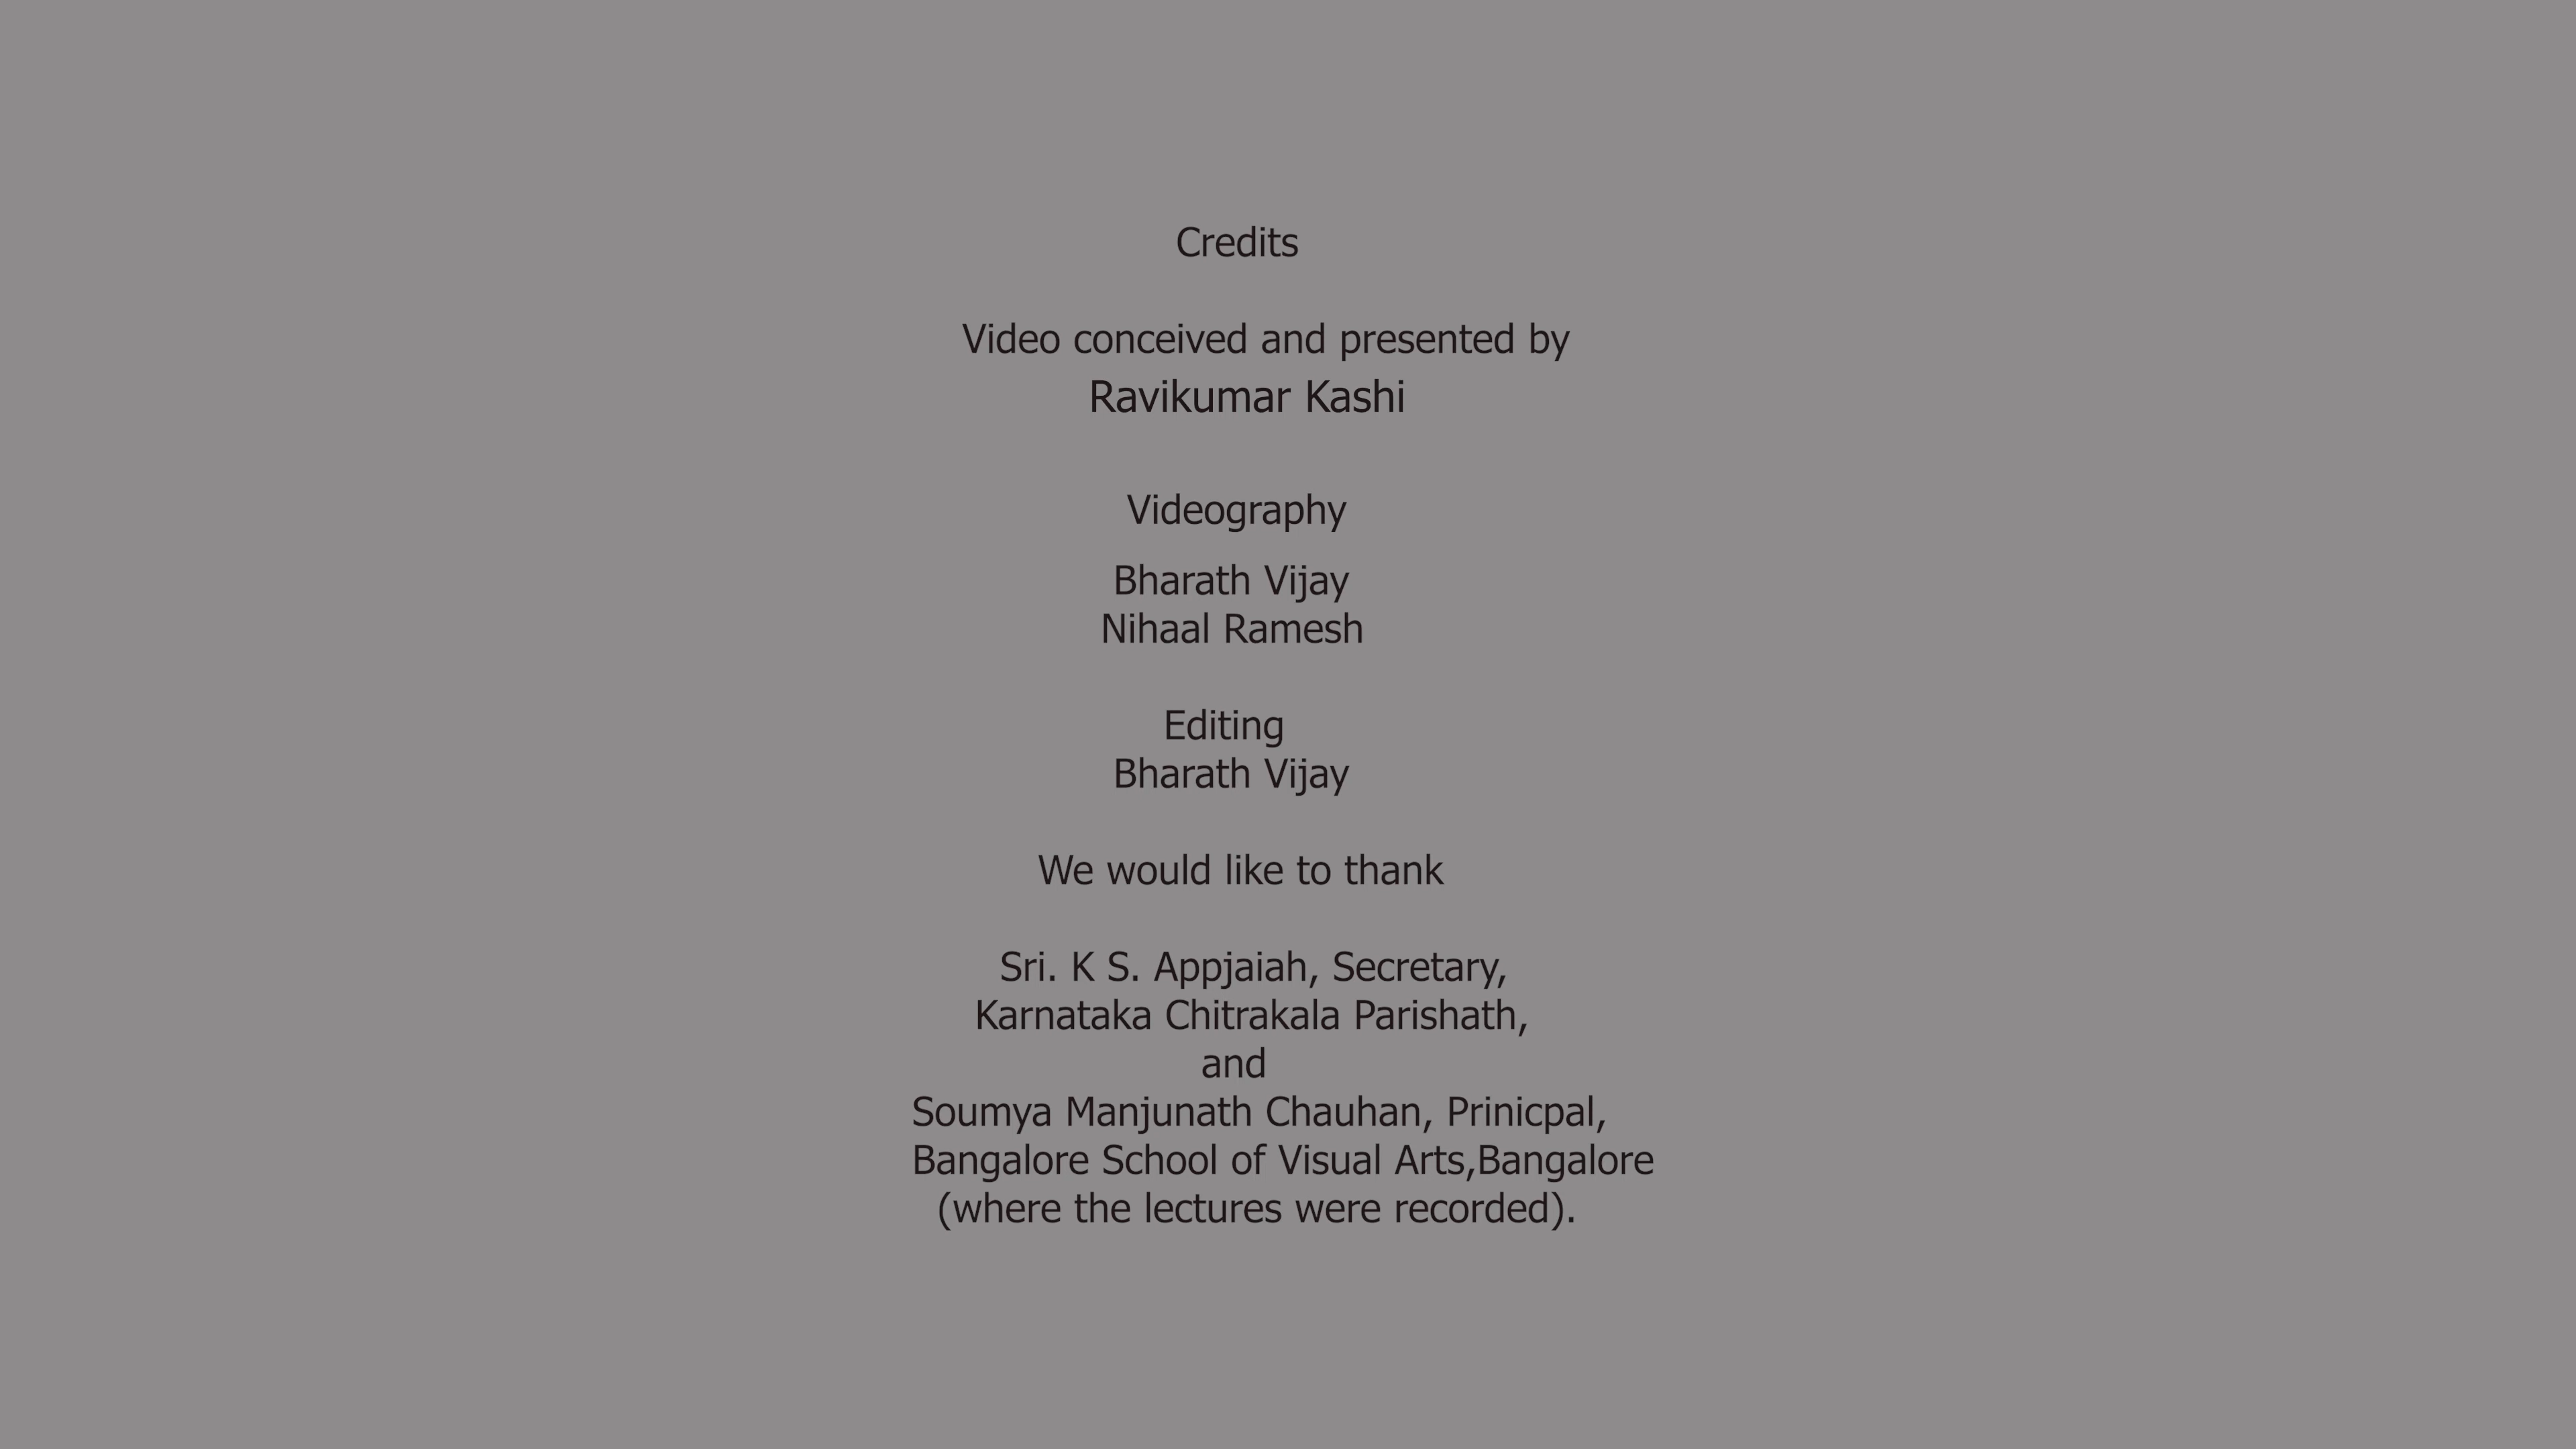 Credits
Video conceived and presented by
Ravikumar Kashi
Videography
Bharath Vijay
Nihaal Ramesh
Editing
Bharath Vijay
We would like to thank
Sri. K S. Appjaiah, Secretary,
Karnataka Chitrakala Parishath,
and
Soumya Manjunath Chauhan, Prinicpal,
Bangalore School of Visual Arts,Bangalore
(where the lectures were recorded).